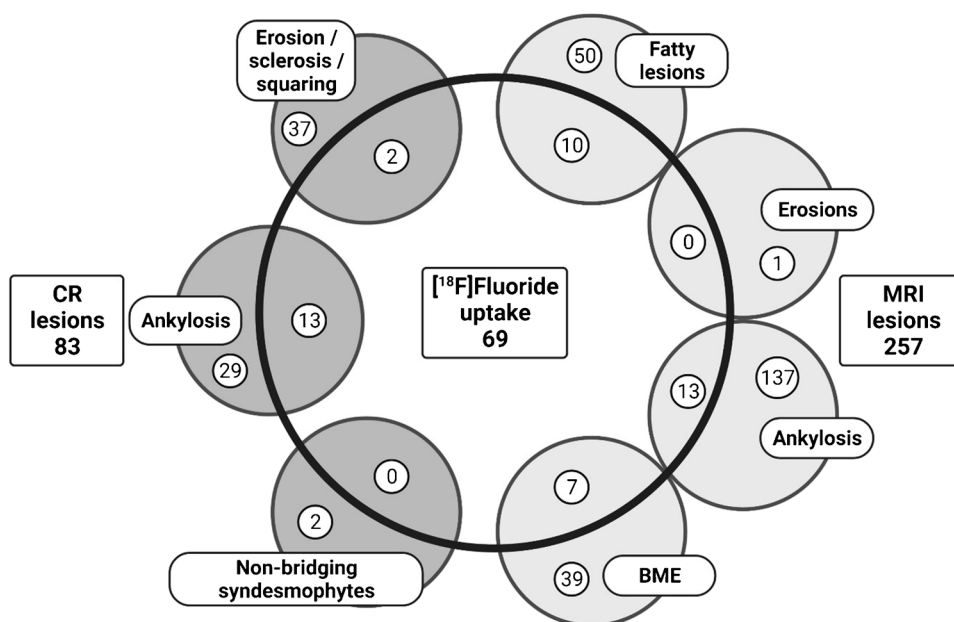 Erosion /
sclerosis /
squaring
37
2
50
Fatty
lesions
10
Erosions
0
1
CR
lesions
83
Ankylosis
13
29
[¹⁸F]Fluoride
uptake
69
MRI
lesions
257
13
137
Ankylosis
0
2
Non-bridging
syndesmophytes
7
39
BME